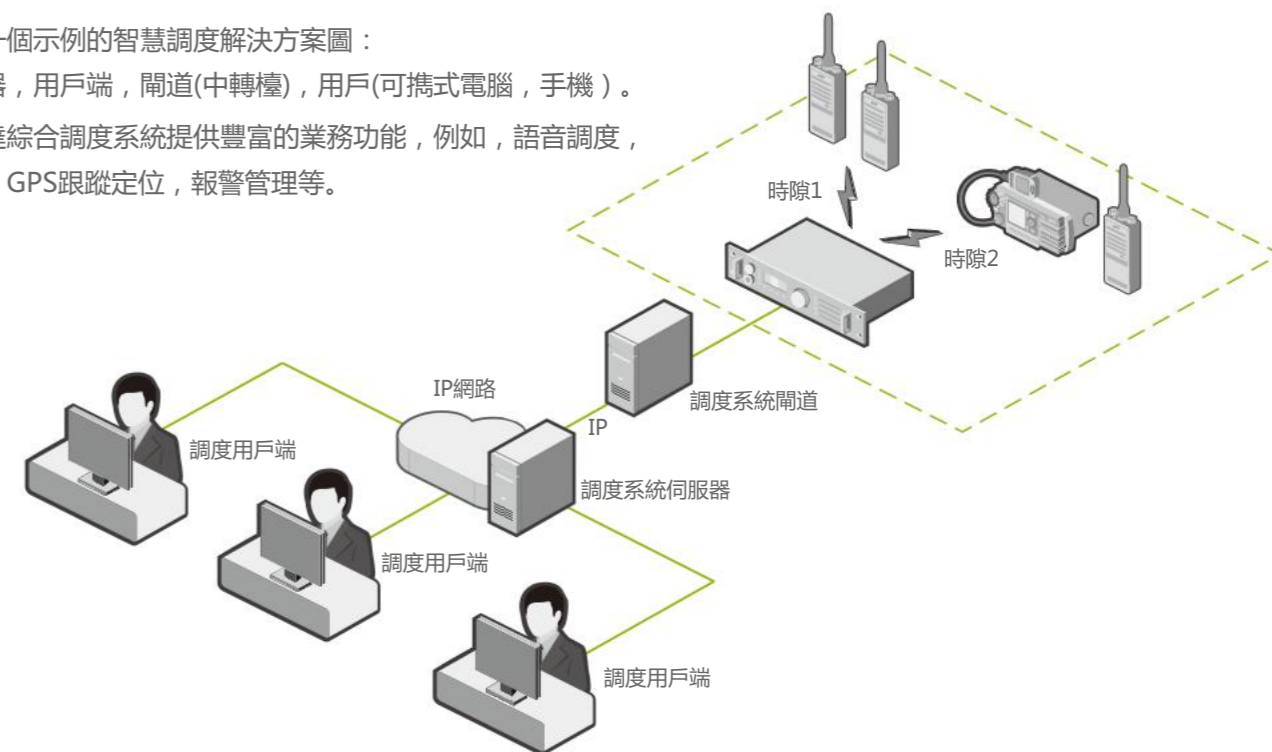 個示例的智慧調度解決方案圖：
，用戶端，閘道(中轉檯)，用戶(可攜式電腦，手機）。
綜合調度系統提供豐富的業務功能，例如，語音調度，
GPS跟蹤定位，報警管理等。
時隙1
時隙2
IP網路
調度系統閘道
IP
調度用戶端
調度系統伺服器
調度用戶端
調度用戶端